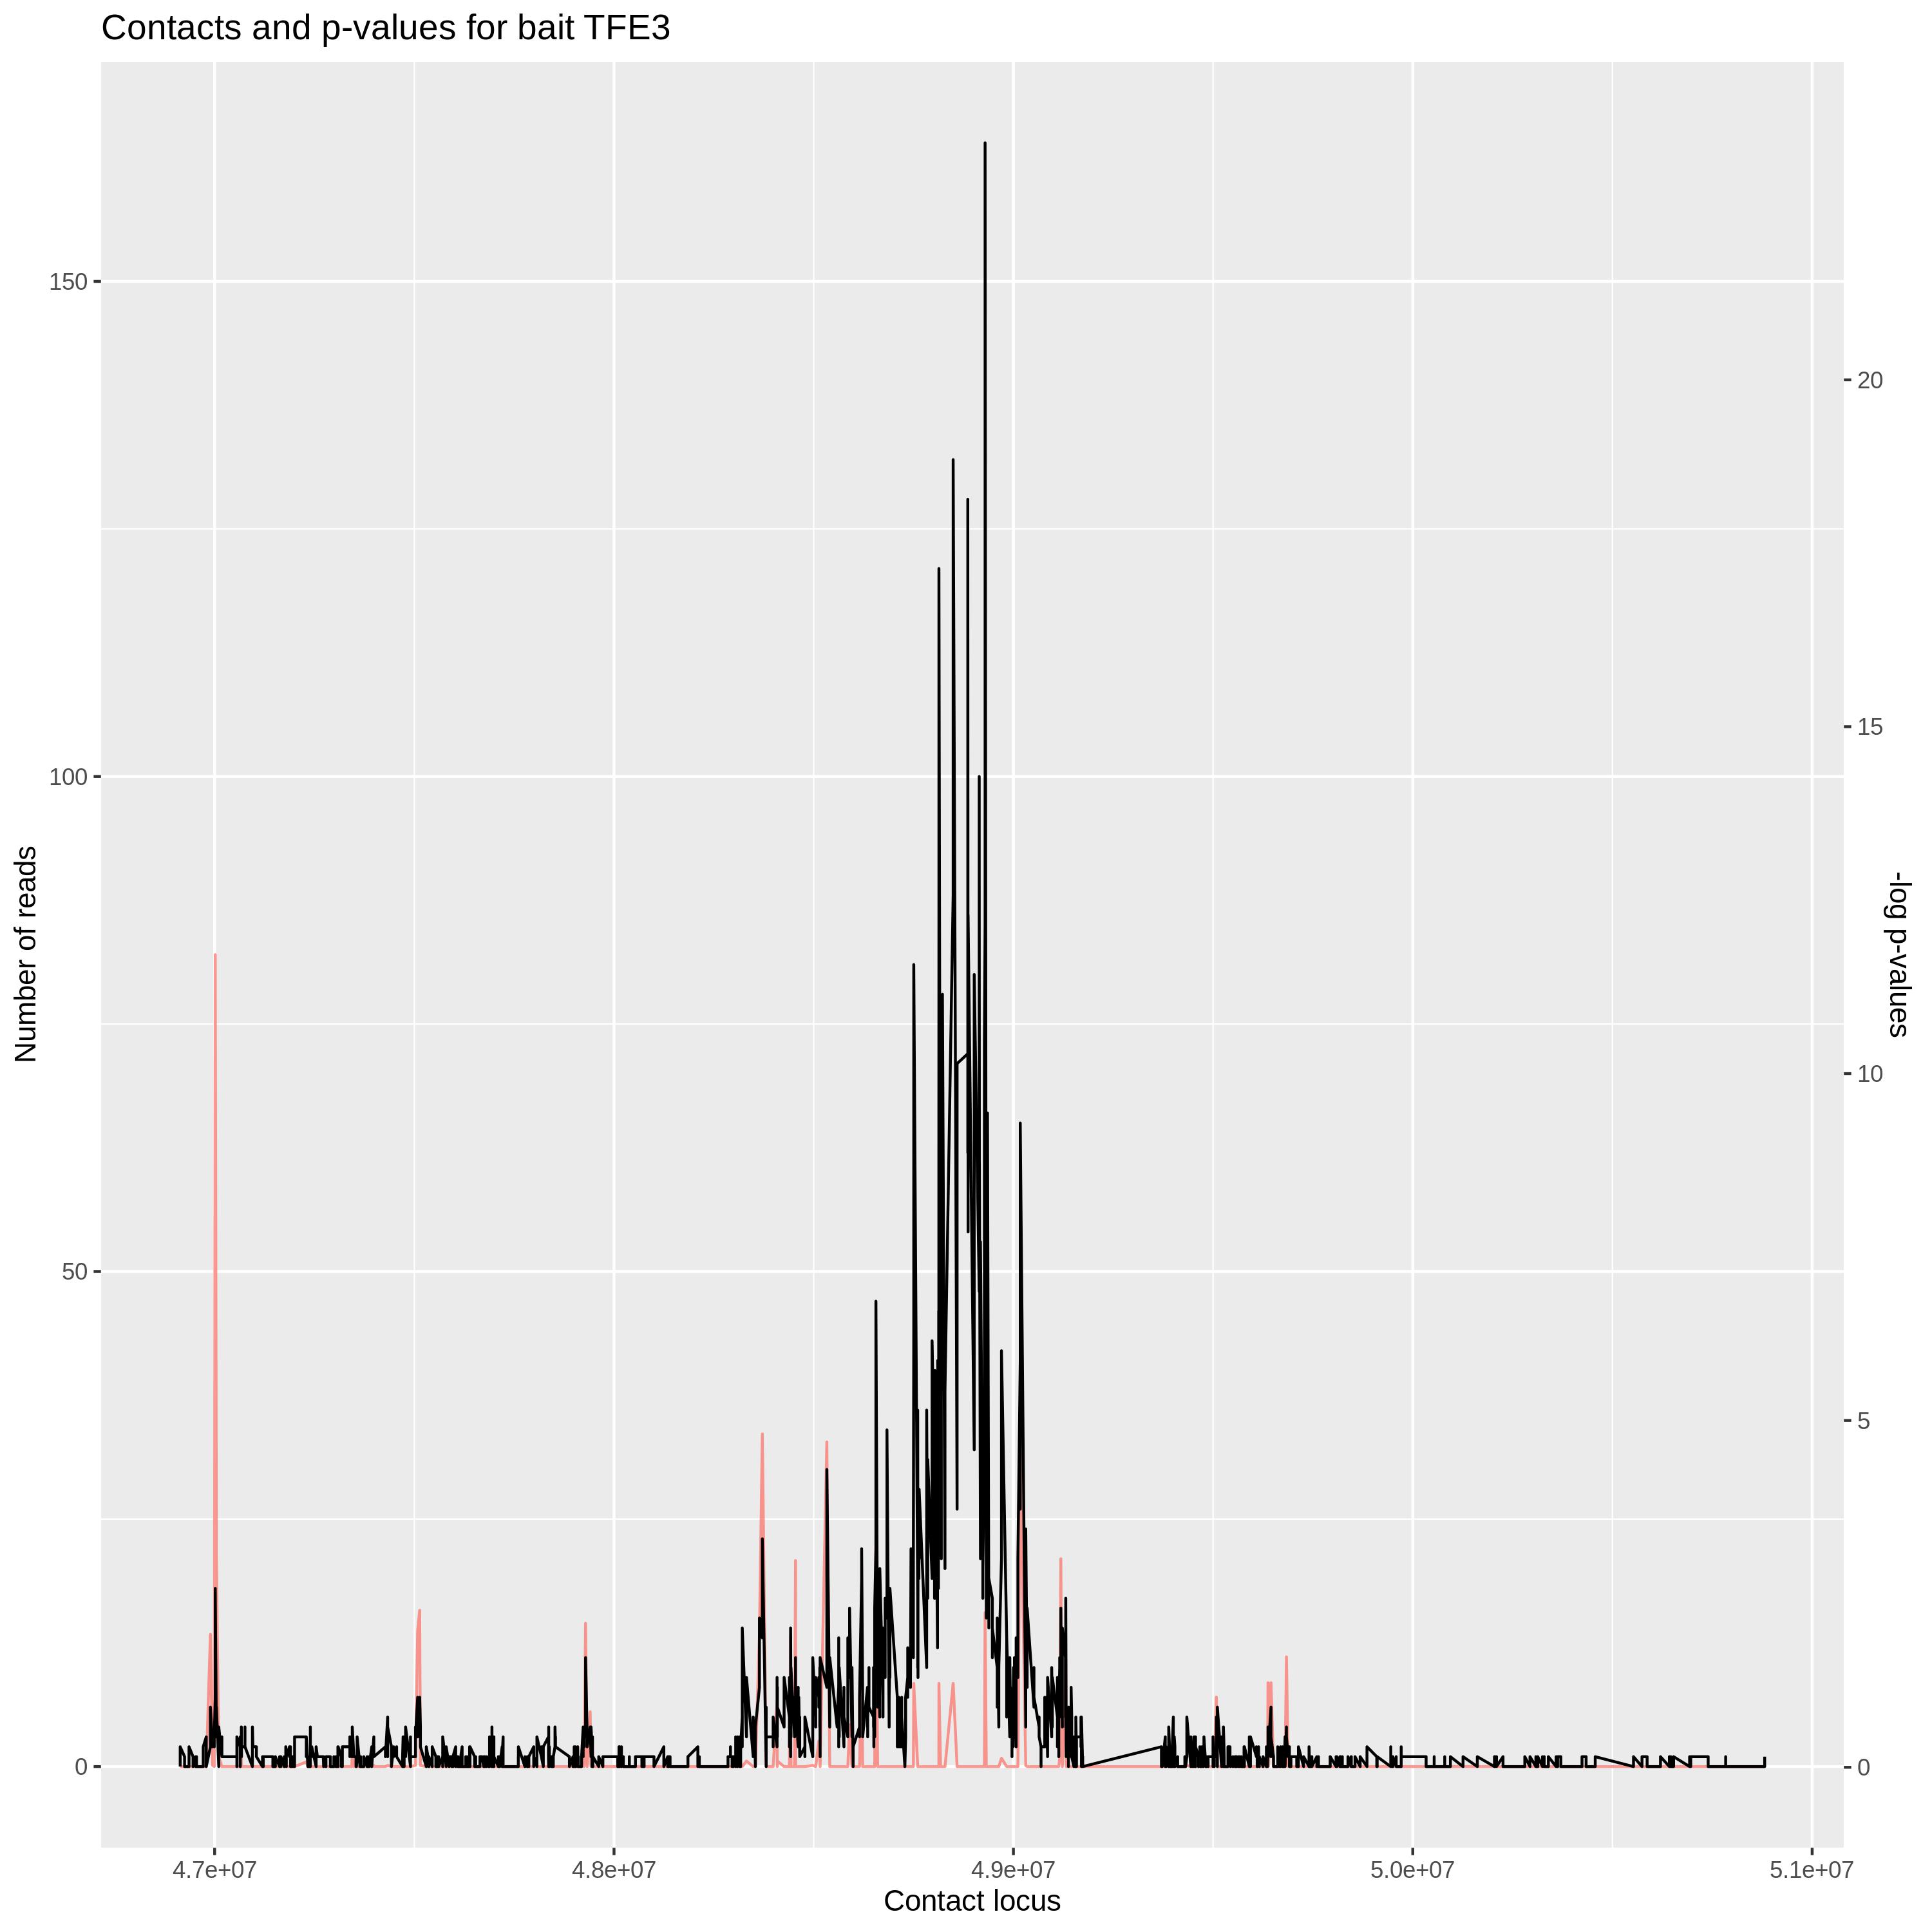 Contacts and p-values for bait TFE3
150
100
50
0
Number of reads
20
15
10
5
0
-log p-values
4.7e+07 4.8e+07 4.9e+07 5.0e+07 5.1e+07
Contact locus